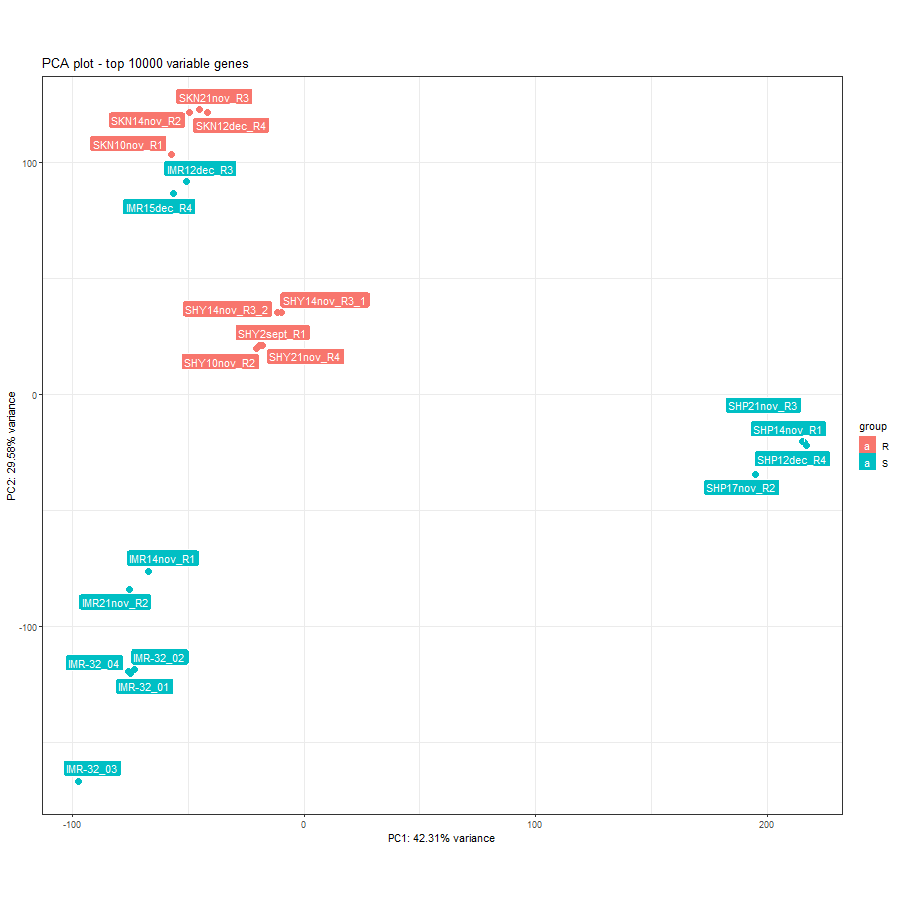 PCA plot - top 10000 variable genes
SKN21nov_R3
SKN14nov_R2
SKN12dec_R4
SKN10nov_R1
IMR12dec_R3
IMR15dec_R4
SHY14nov_R3_1
SHY14nov_R3_2
SHY2sept_R1
SHY21nov_R4
SHY10nov_R2
SHP21nov_R3
SHP14nov_R1
SHP12dec_R4
SHP17nov_R2
IMR14nov_R1
IMR21nov_R2
IMR-32_02
IMR-32_04
IMR-32_01
IMR-32_03
100
0
-100
PC2: 29.58% variance
-100
0
100
200
PC1: 42.31% variance
group
a R
a S